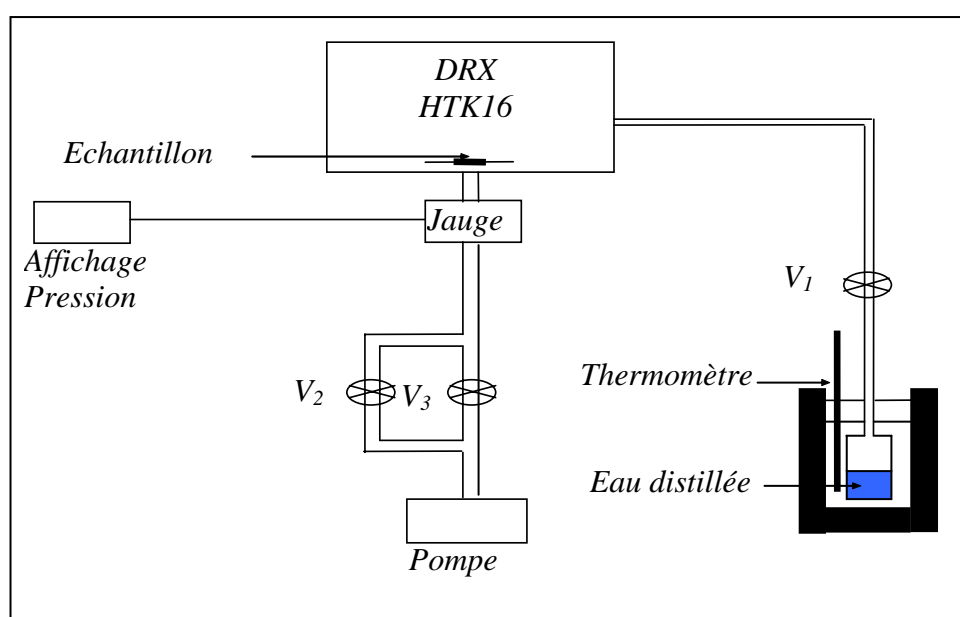 DRX
HTK16
Echantillon
Jauge
Affichage
Pression
V1
Thermomètre
V2
V3
Eau distillée
Pompe